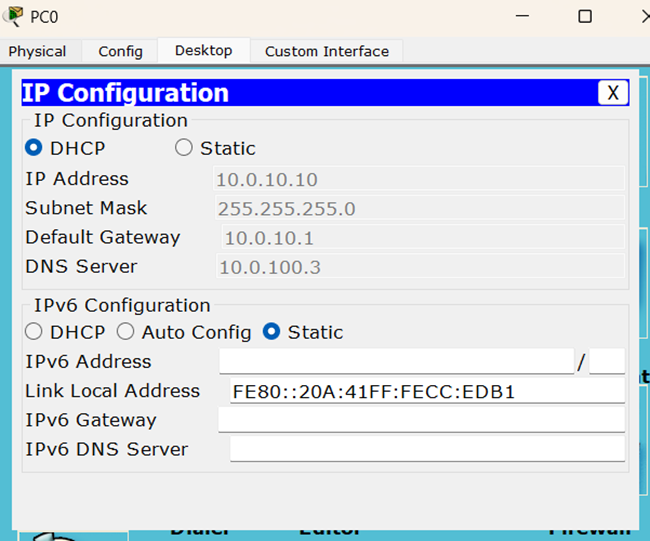 PC0
Physical Config Desktop Custom Interface
IP Configuration X
IP Configuration
DHCP Static
IP Address 10.0.10.10
Subnet Mask 255.255.255.0
Default Gateway 10.0.10.1
DNS Server 10.0.100.3
IPv6 Configuration
DHCP Auto Config Static
IPv6 Address /
Link Local Address FE80::20A:41FF:FECC:EDB1
IPv6 Gateway
IPv6 DNS Server
Dialer Editor Firewall